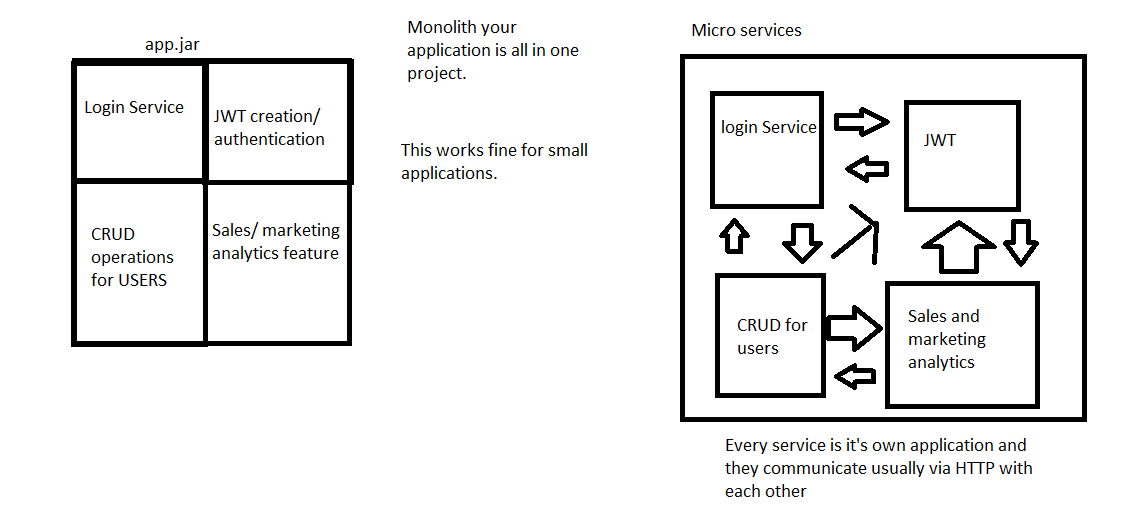 app.jar
Login Service
JWT creation/
authentication
CRUD
operations
for USERS
Sales/ marketing
analytics feature
Monolith your
application is all in one
project.
This works fine for small
applications.
Micro services
login Service
JWT
CRUD for
users
Sales and
marketing
analytics
Every service is it's own application and
they communicate usually via HTTP with
each other